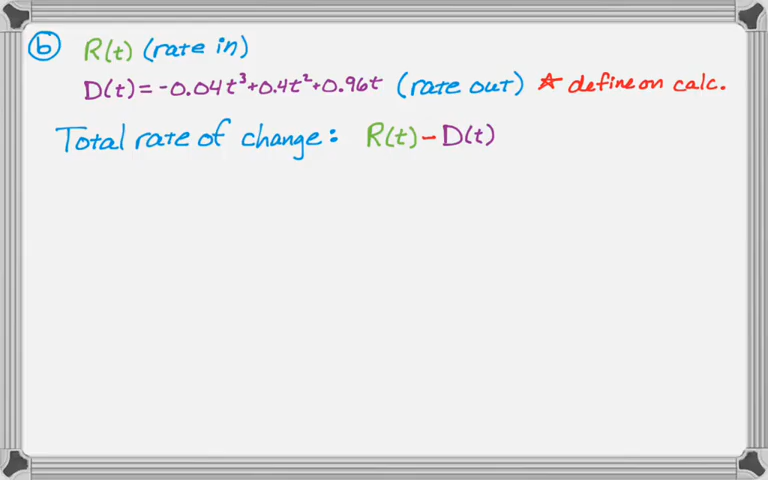 b R(t) (rate in)
D(t) = -0.04t³+0.4t²+0.96t (rate out) ☆ define on calc.
Total rate of change: R(t) - D(t)